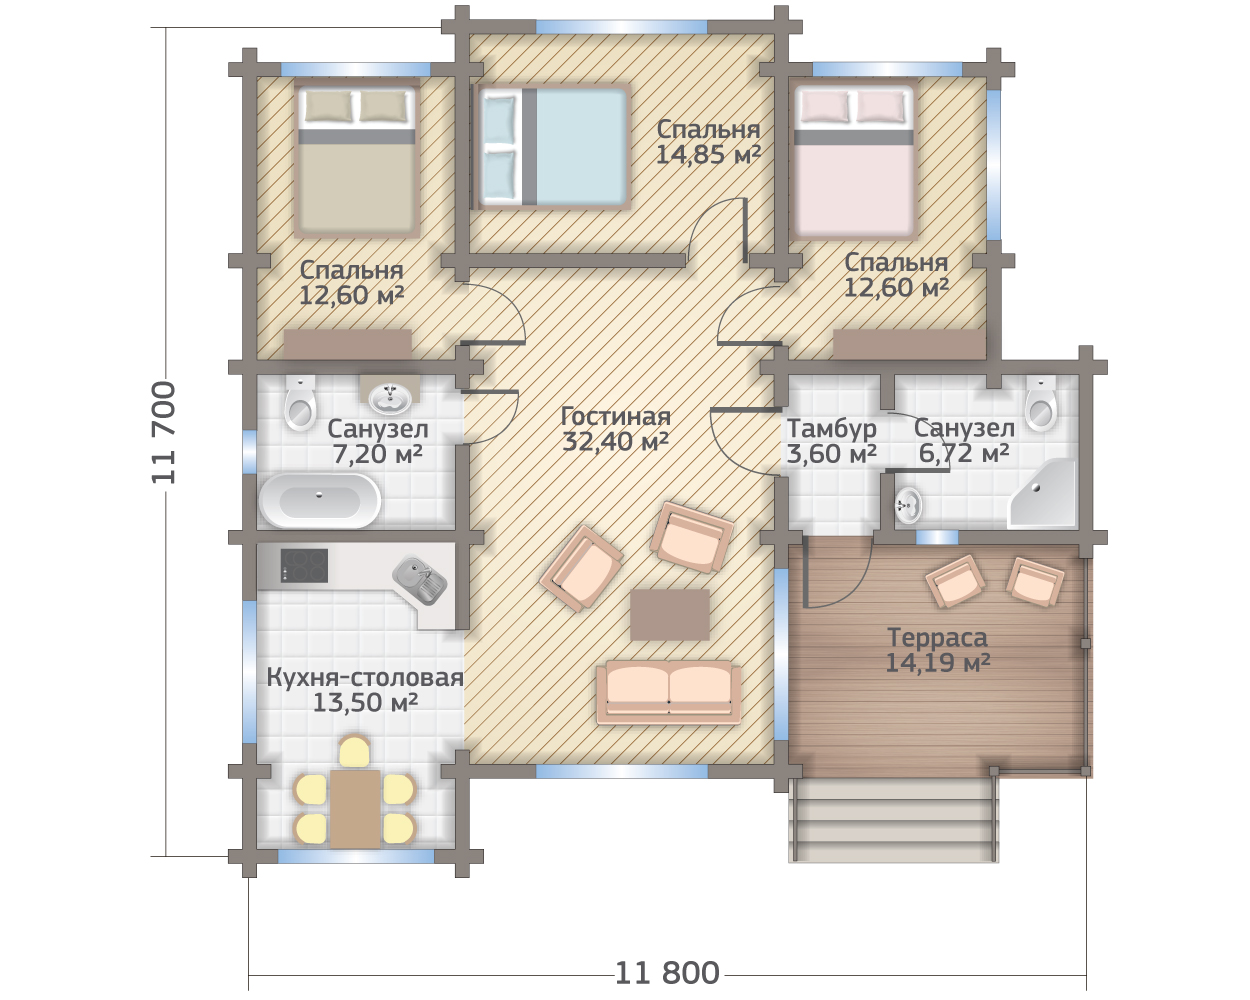 Спальня
14,85 м²
Спальня
12,60 м²
Спальня
12,60 м²
Гостиная
32,40 м²
Санузел
7,20 м²
Тамбур
3,60 м²
Санузел
6,72 м²
Терраса
14,19 м²
Кухня-столовая
13,50 м²
11 700
11 800